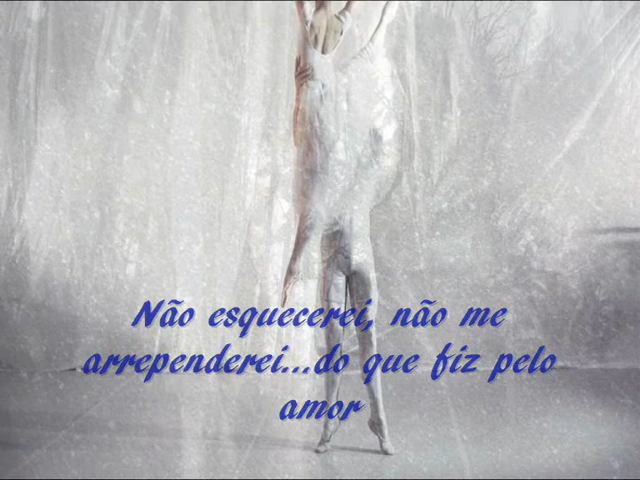 Não esquecerei, não me
arrependerei...do que fiz pelo
amor